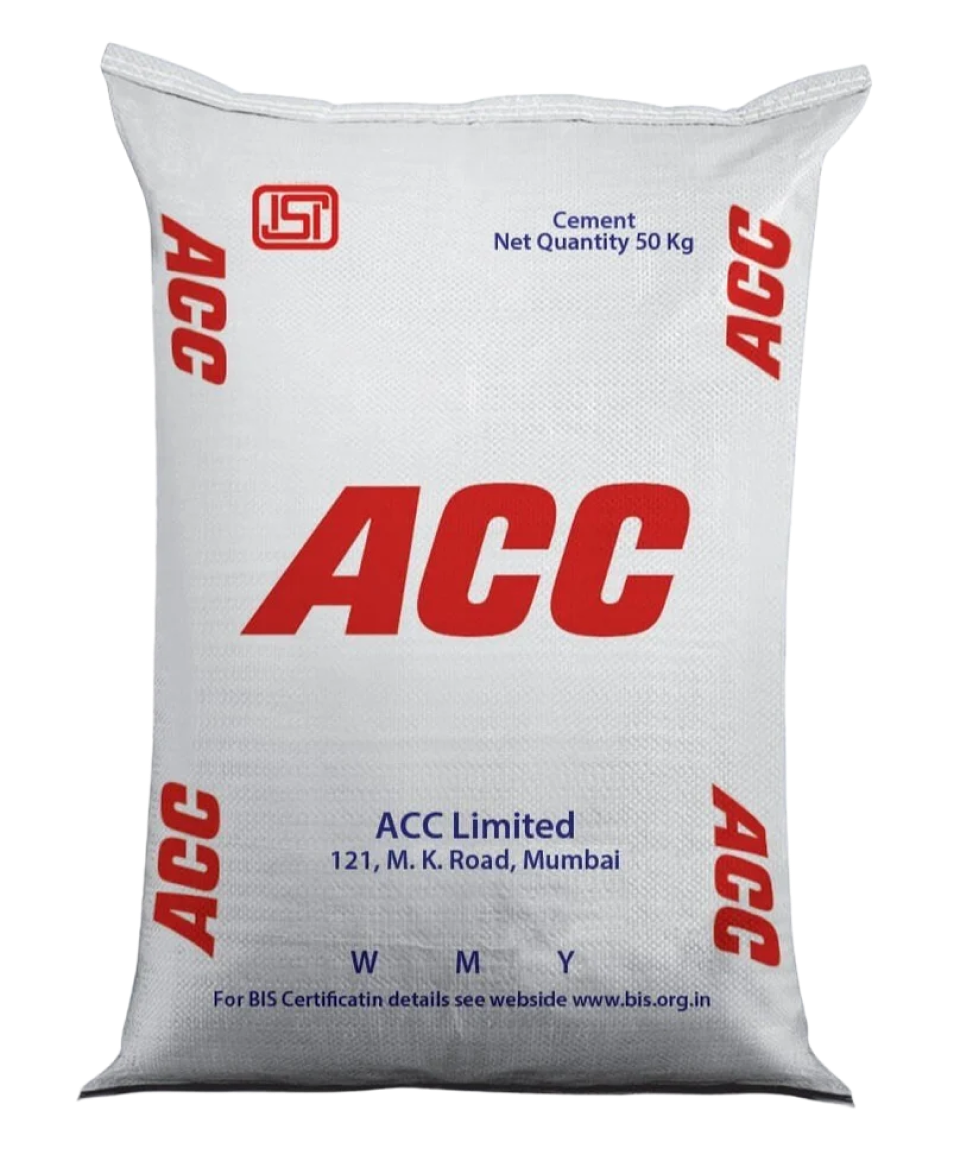 ISI
Cement
Net Quantity 50 Kg
ACC
ACC
ACC
ACC
ACC
ACC Limited
121, M. K. Road, Mumbai
W M Y
For BIS Certificatin details see webside www.bis.org.in